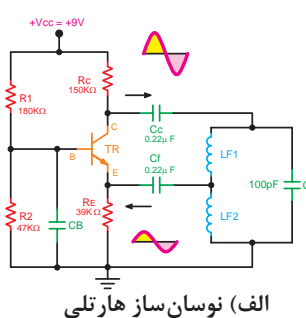 +Vcc = +9V
Rc
150KΩ
R1
180KΩ
Cc
0.22μ F
C
TR
B
E
Cf
0.22μ F
LF1
100pF
C
RE
39KΩ
LF2
R2
47KΩ
CB
الف) نوسان‌ساز هارتلی